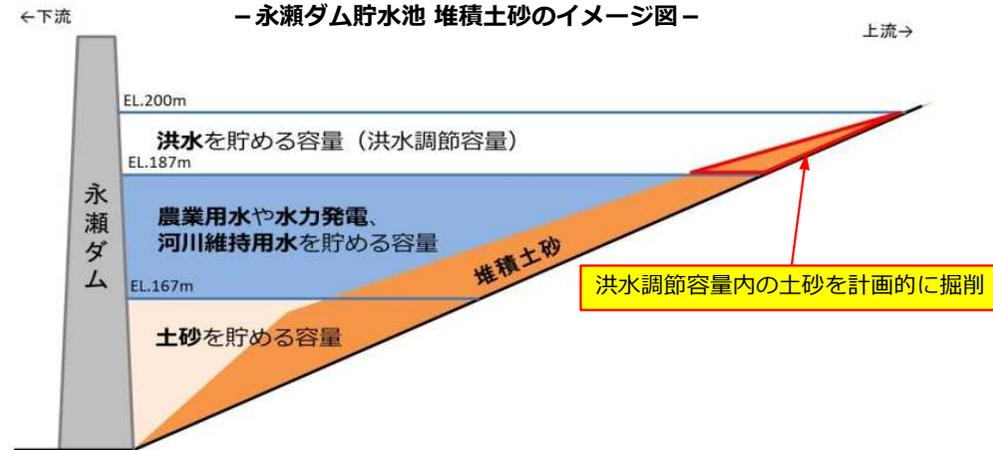 ←下流
－永瀬ダム貯水池 堆積土砂のイメージ図－
上流→
EL.200m
洪水を貯める容量（洪水調節容量）
EL.187m
永瀬ダム
農業用水や水力発電、
河川維持用水を貯める容量
堆積土砂
洪水調節容量内の土砂を計画的に掘削
EL.167m
土砂を貯める容量